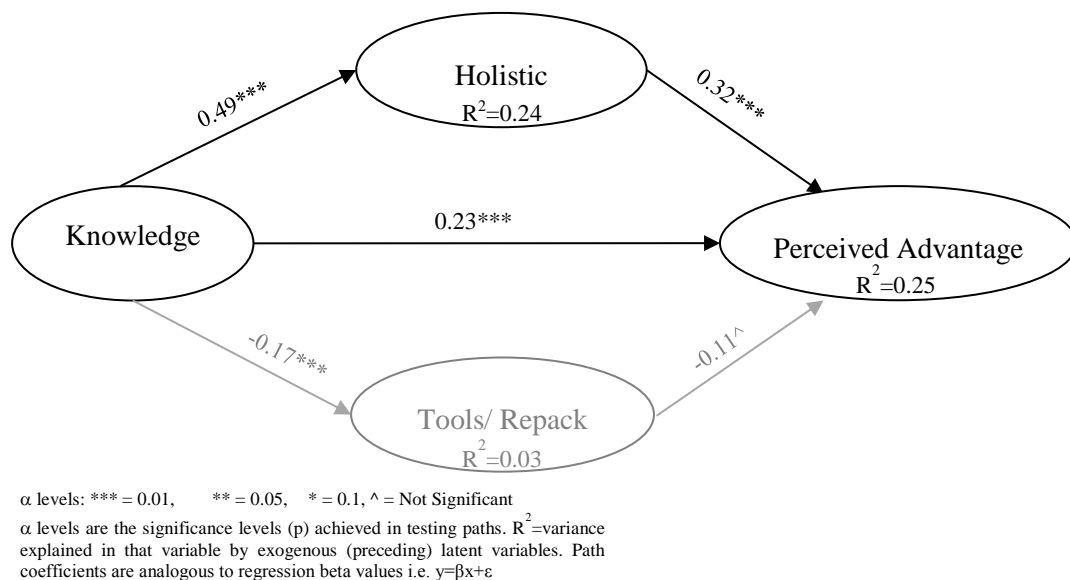 Holistic
R²=0.24
0.49***
0.32***
Knowledge
0.23***
Perceived Advantage
R²=0.25
-0.17***
-0.11^
Tools/ Repack
R²=0.03
α levels: *** = 0.01, ** = 0.05, * = 0.1, ^ = Not Significant
α levels are the significance levels (p) achieved in testing paths. R²=variance
explained in that variable by exogenous (preceding) latent variables. Path
coefficients are analogous to regression beta values i.e. y=βx+ε